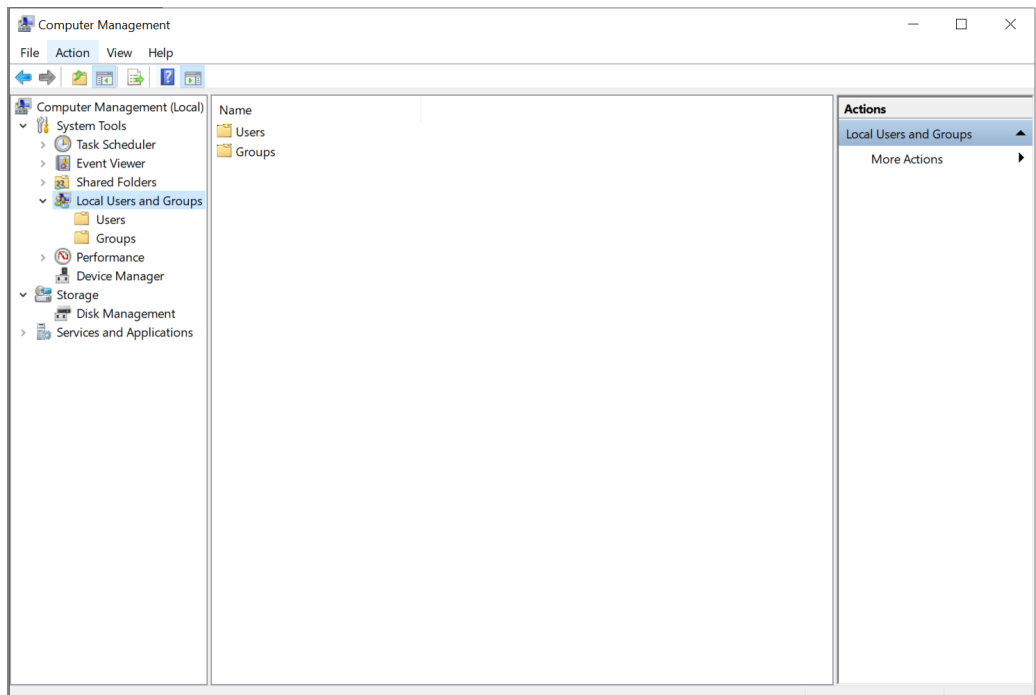 Computer Management
File Action View Help
Computer Management (Local)
System Tools
Task Scheduler
Event Viewer
Shared Folders
Local Users and Groups
Users
Groups
Performance
Device Manager
Storage
Disk Management
Services and Applications
Name
Users
Groups
Actions
Local Users and Groups
More Actions